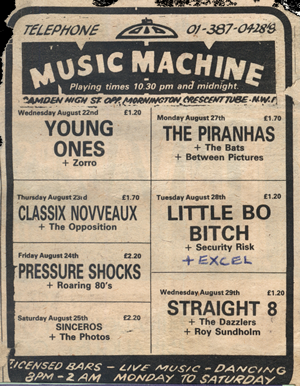 TELEPHONE 01-387-0428/9
MUSIC MACHINE
Playing times 10.30 pm and midnight.
CAMDEN HIGH ST OPP. MORNINGTON CRESCENT TUBE - N.W.1
Wednesday August 22nd £1.20
YOUNG
ONES
+ Zorro
Thursday August 23rd £1.70
CLASSIX NOVVEAUX
+ The Opposition
Friday August 24th £2.20
PRESSURE SHOCKS
+ Roaring 80's
Saturday August 25th £2.20
SINCEROS
+ The Photos
Monday August 27th £1.70
THE PIRANHAS
+ The Bats
+ Between Pictures
Tuesday August 28th £1.20
LITTLE BO
BITCH
+ Security Risk
+ EXCEL
Wednesday August 29th £1.20
STRAIGHT 8
+ The Dazzlers
+ Roy Sundholm
LICENSED BARS - LIVE MUSIC - DANCING
8PM - 2AM MONDAY TO SATURDAY